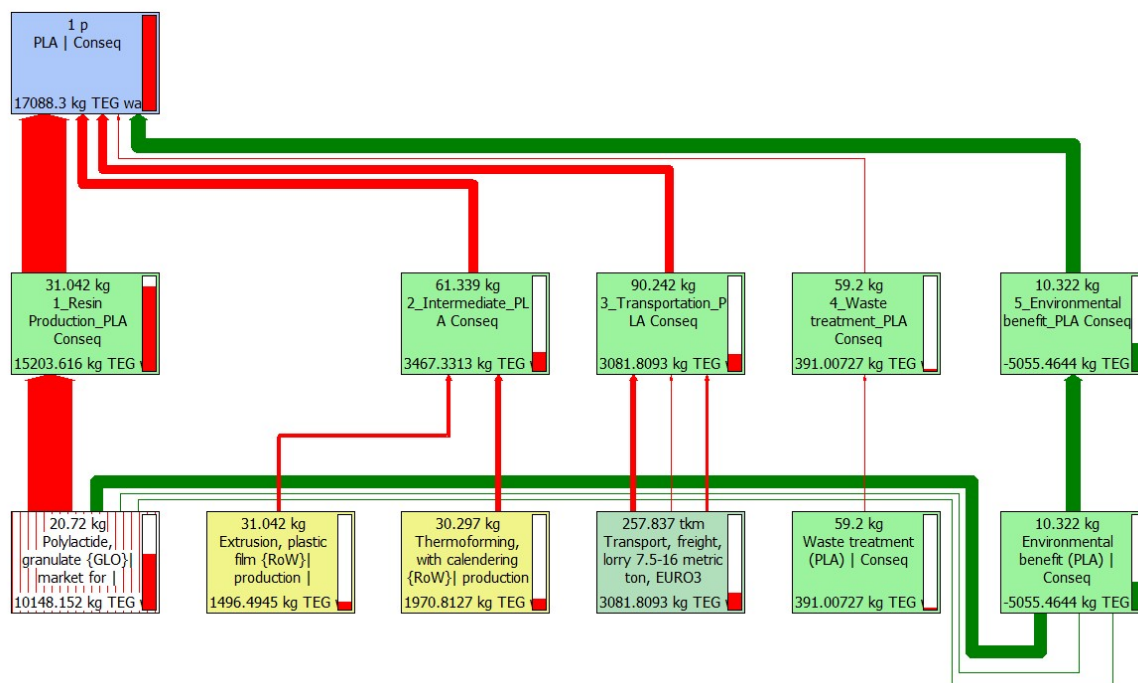 1 p
PLA | Conseq
17088.3 kg TEG wa
31.042 kg
1_Resin
Production_PLA
Conseq
15203.616 kg TEG
61.339 kg
2_Intermediate_PL
A Conseq
3467.3313 kg TEG
90.242 kg
3_Transportation_P
LA Conseq
3081.8093 kg TEG
59.2 kg
4_Waste
treatment_PLA
Conseq
391.00727 kg TEG
10.322 kg
5_Environmental
benefit_PLA Conseq
-5055.4644 kg TEG
20.72 kg
Polylactide,
granulate {GLO}|
market for |
10148.152 kg TEG
31.042 kg
Extrusion, plastic
film {RoW}|
production |
1496.4945 kg TEG
30.297 kg
Thermoforming,
with calendering
{RoW}| production
1970.8127 kg TEG
257.837 tkm
Transport, freight,
lorry 7.5-16 metric
ton, EURO3
3081.8093 kg TEG
59.2 kg
Waste treatment
(PLA) | Conseq
391.00727 kg TEG
10.322 kg
Environmental
benefit (PLA) |
Conseq
-5055.4644 kg TEG